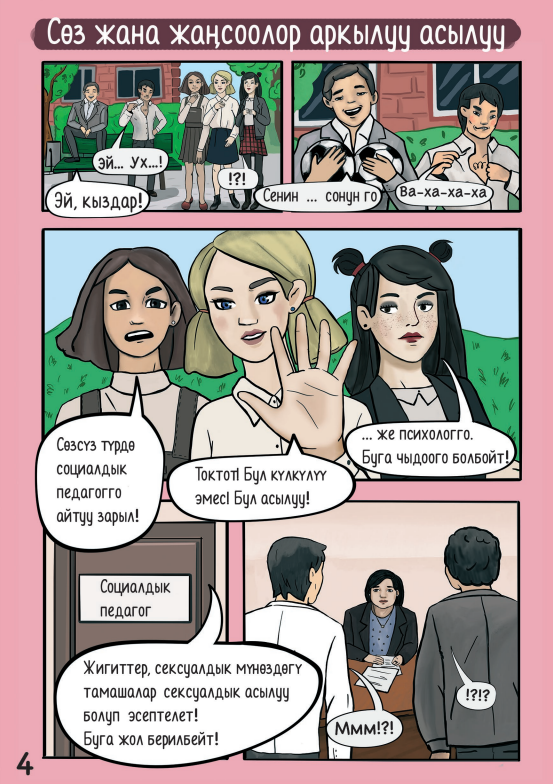 Сөз жана жаңсоолор аркылуу асылуу
эй... Ух...!
Эй, кыздар!
!?!
Сенин ... сонун го
Ва-ха-ха-ха
Сөзсүз түрдө
социалдык
педагогго
айтуу зарыл!
Токтот! Бул күлкүлүү
эмес! Бул асылуу!
... же психологго.
Буга чыдоого болбойт!
Социалдык
педагог
Жигиттер, сексуалдык мүнөздөгү
тамашалар сексуалдык асылуу
болуп эсептелет!
Буга жол берилбейт!
Ммм!?!
!?!?
4